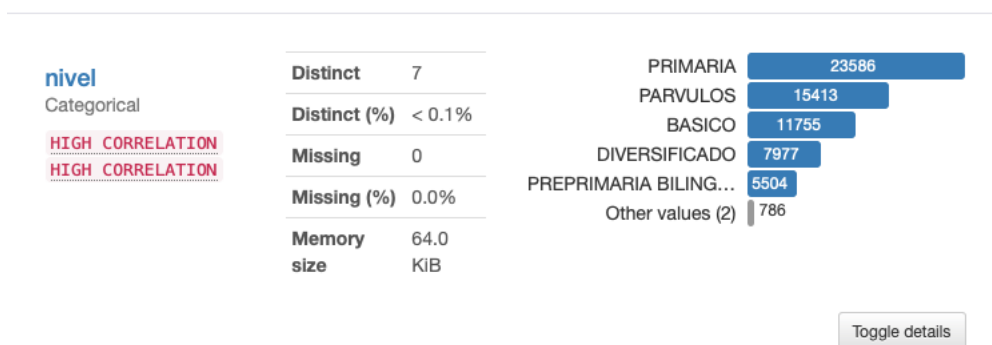 nivel
Categorical
HIGH CORRELATION
HIGH CORRELATION
Distinct 7
Distinct (%) < 0.1%
Missing 0
Missing (%) 0.0%
Memory size 64.0 KiB
PRIMARIA 23586
PARVULOS 15413
BASICO 11755
DIVERSIFICADO 7977
PREPRIMARIA BILING... 5504
Other values (2) 786
Toggle details